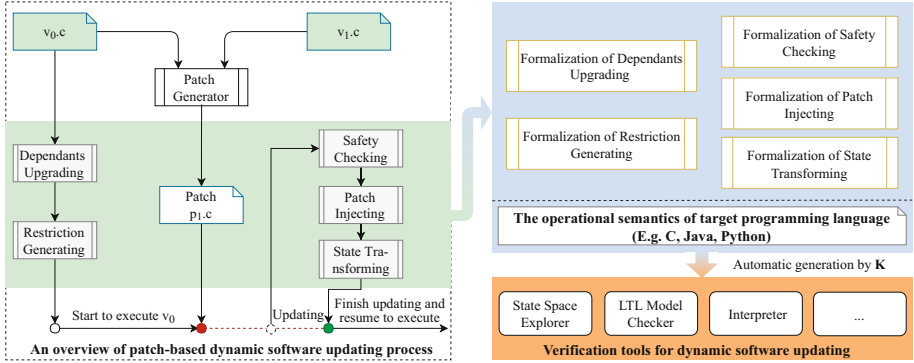 v0.c
v1.c
Patch
Generator
Dependants
Upgrading
Restriction
Generating
Patch
p1.c
Safety
Checking
Patch
Injecting
State Tra-
nsforming
Start to execute v0
Updating
Finish updating and
resume to execute
An overview of patch-based dynamic software updating process
Formalization of Dependants
Upgrading
Formalization of Restriction
Generating
Formalization of Safety
Checking
Formalization of Patch
Injecting
Formalization of State
Transforming
The operational semantics of target programming language
(E.g. C, Java, Python)
Automatic generation by K
State Space
Explorer
LTL Model
Checker
Interpreter
...
Verification tools for dynamic software updating